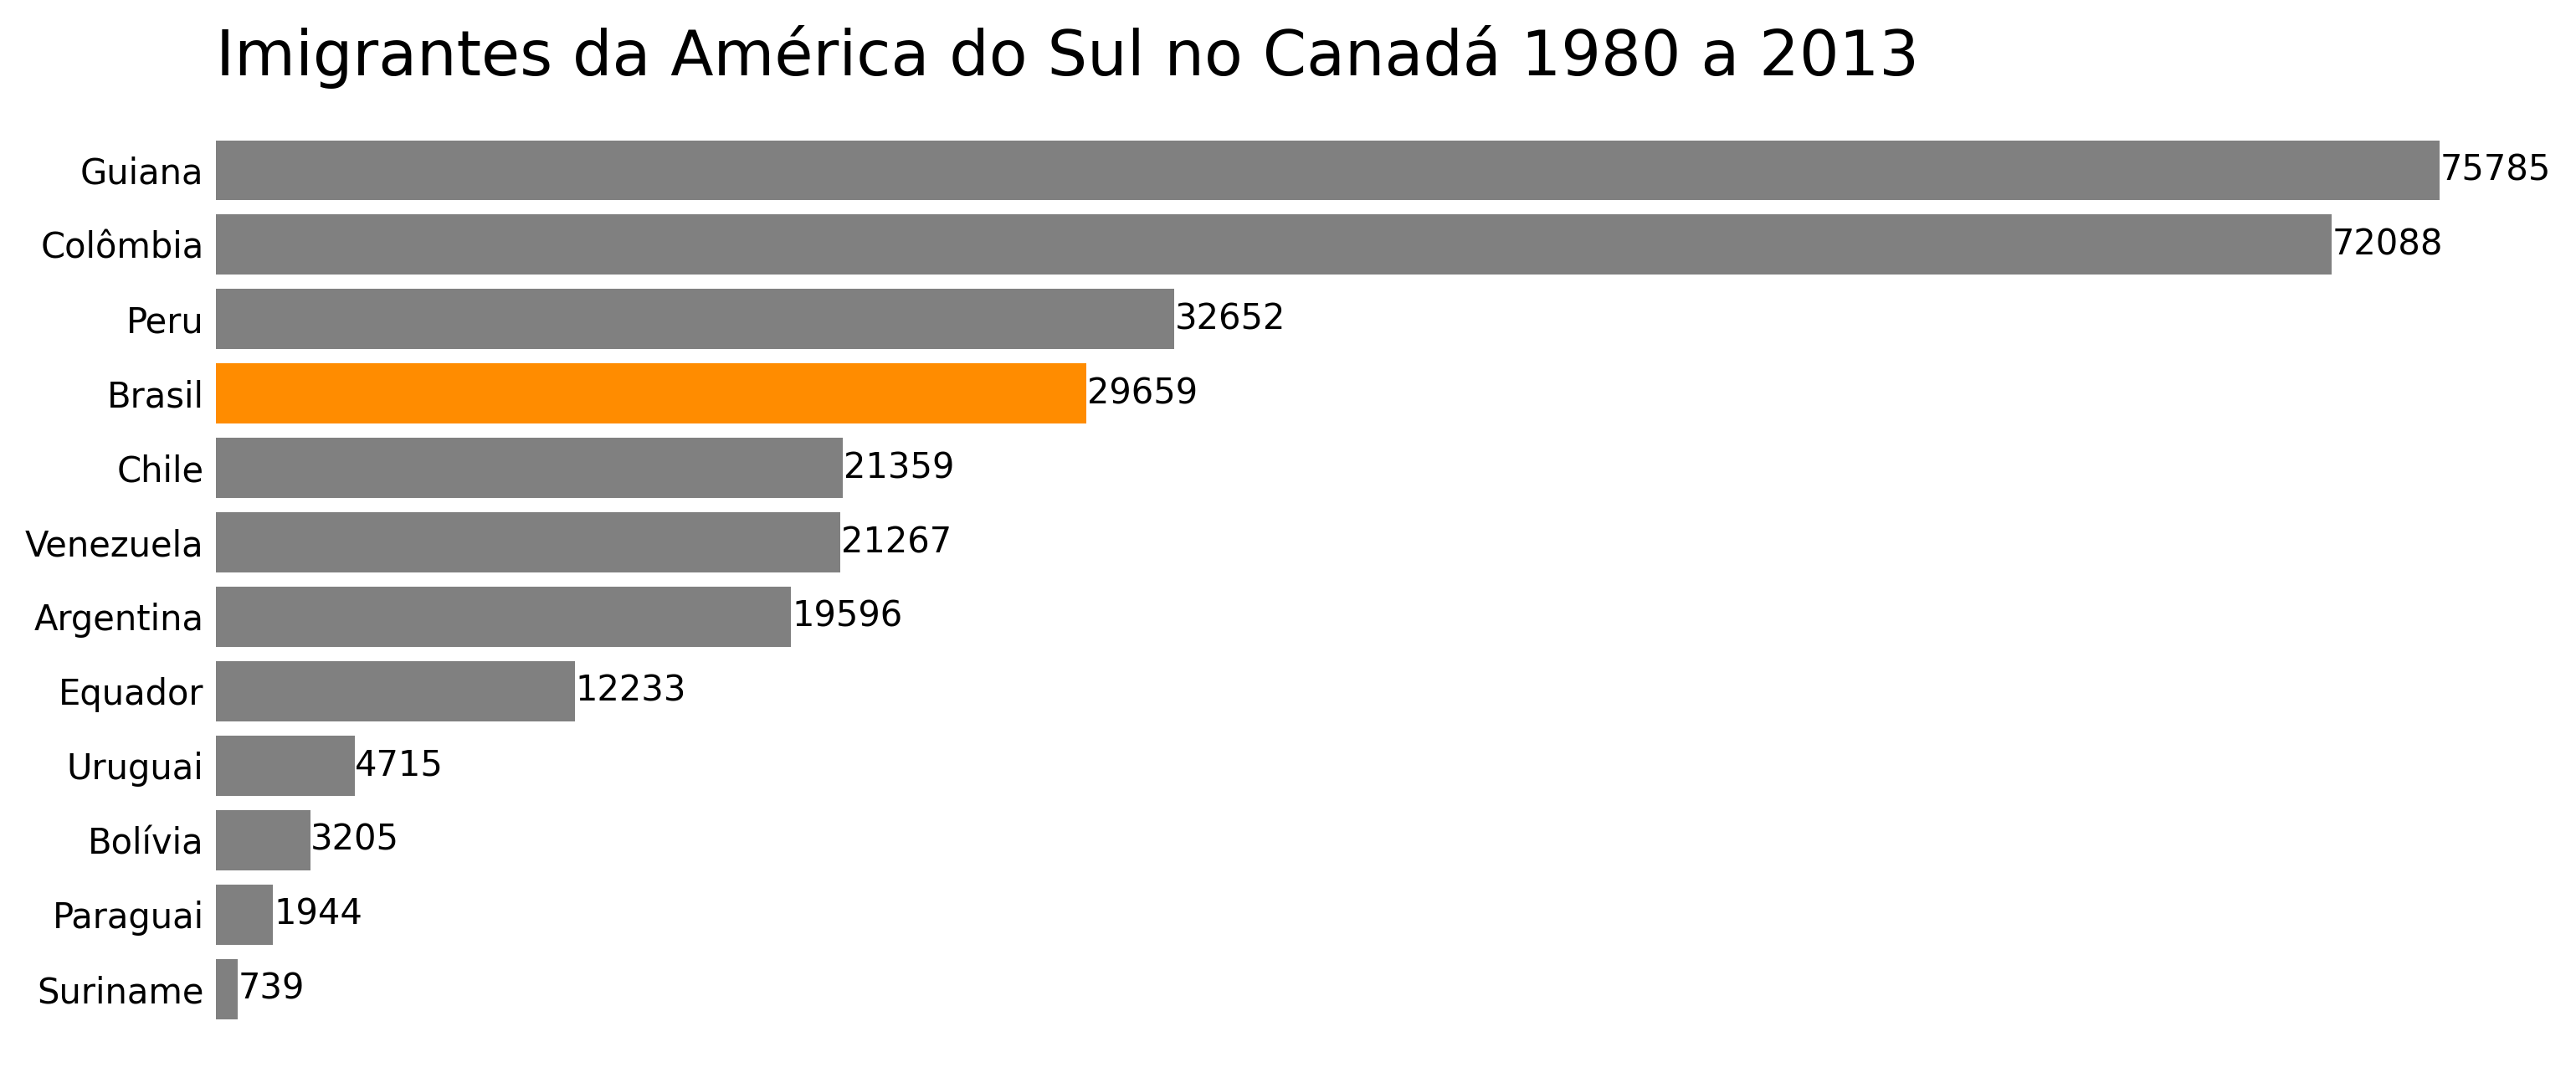 Imigrantes da América do Sul no Canadá 1980 a 2013
Guiana 75785
Colômbia 72088
Peru 32652
Brasil 29659
Chile 21359
Venezuela 21267
Argentina 19596
Equador 12233
Uruguai 4715
Bolívia 3205
Paraguai 1944
Suriname 739